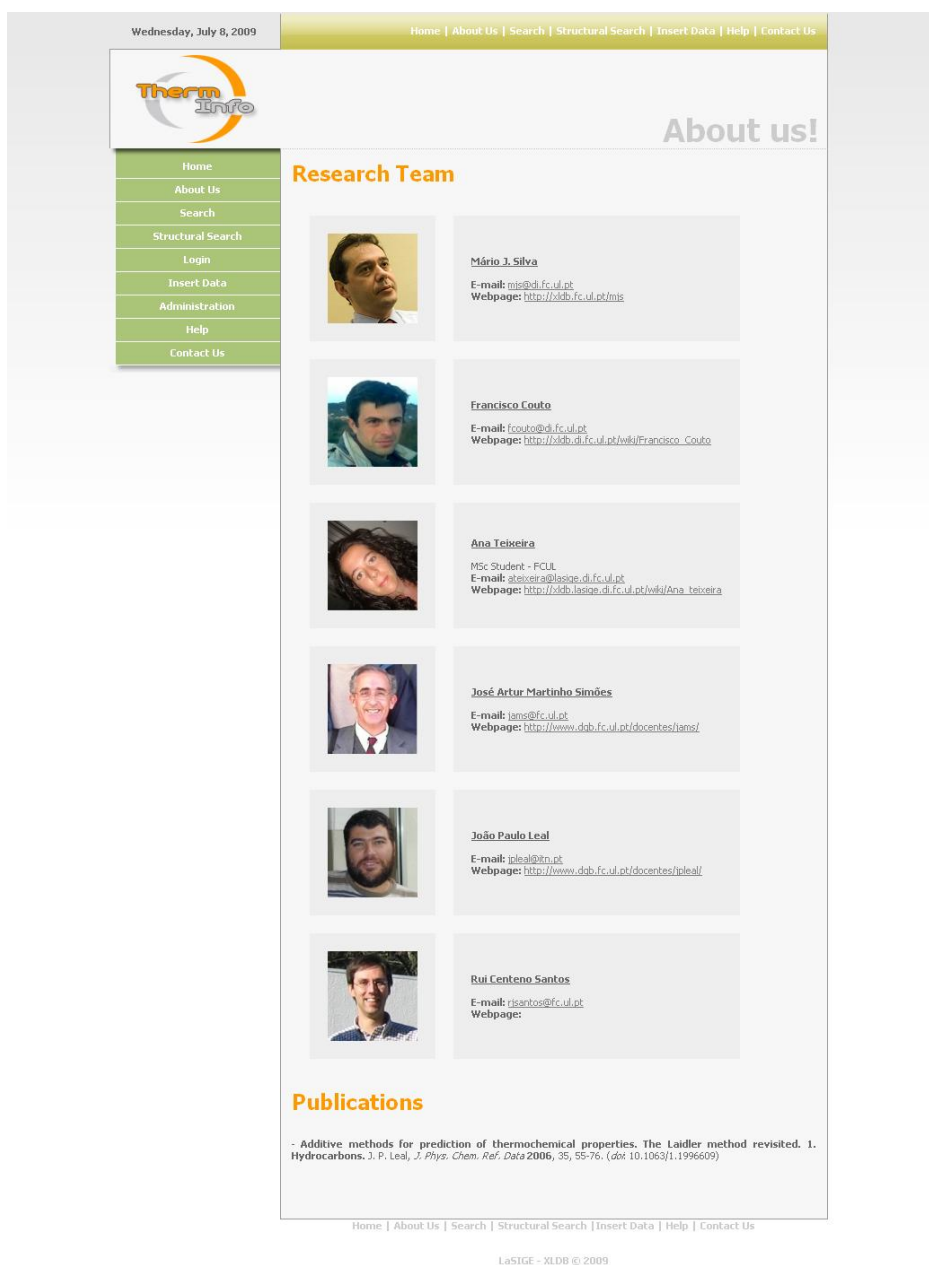 Wednesday, July 8, 2009
Home | About Us | Search | Structural Search | Insert Data | Help | Contact Us
Therm
Info
About us!
Home
About Us
Search
Structural Search
Login
Insert Data
Administration
Help
Contact Us
Research Team
Mário J. Silva
E-mail: mjs@di.fc.ul.pt
Webpage: http://xldb.fc.ul.pt/mjs
Francisco Couto
E-mail: fcouto@di.fc.ul.pt
Webpage: http://xldb.di.fc.ul.pt/wiki/Francisco_Couto
Ana Teixeira
MSc Student - FCUL
E-mail: ateixeira@lasige.di.fc.ul.pt
Webpage: http://xldb.lasige.di.fc.ul.pt/wiki/Ana_teixeira
José Artur Martinho Simões
E-mail: jams@fc.ul.pt
Webpage: http://www.dqb.fc.ul.pt/docentes/jams/
João Paulo Leal
E-mail: jpleal@itn.pt
Webpage: http://www.dqb.fc.ul.pt/docentes/jpleal/
Rui Centeno Santos
E-mail: rjsantos@fc.ul.pt
Webpage:
Publications
- Additive methods for prediction of thermochemical properties. The Laidler method revisited. 1.
Hydrocarbons. J. P. Leal, J. Phys. Chem. Ref. Data 2006, 35, 55-76. (doi: 10.1063/1.1996609)
Home | About Us | Search | Structural Search |Insert Data | Help | Contact Us
LaSIGE - XLDB © 2009